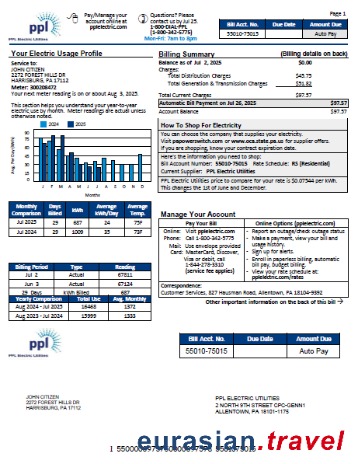 Page 1
ppl
PPL Electric Utilities
Pay/Manage your account online at pplelectric.com
Questions? Please contact us by Jul 25.
1-800-DIAL-PPL
(1-800-342-5775)
Mon-Fri: 7am to 8pm
Bill Acct. No. Due Date Amount Due
55010-75015 Auto Pay
Your Electric Usage Profile
Service to:
JOHN CITIZEN
2272 FOREST HILLS DR
HARRISBURG, PA 17112
Meter: 300208472
Your next meter reading is on or about Aug 3, 2025.
This section helps you understand your year-to-year
electric use by month. Meter readings are actual unless
otherwise noted.
2024 2025
Avg. Per Day (kWh)
J F M A M J J A S O N D
Months
Monthly Comparison Days Billed kWh Average kWh/Day Average Temp.
Jul 2025 29 687 24 75F
Jul 2024 29 1009 35 75F
Billing Period Type Reading
Jul 2 Actual 67811
Jun 3 Actual 67124
29 Days kWh Billed 687
Yearly Comparison Total Use Avg. Monthly
Aug 2024 - Jul 2025 16463 1372
Aug 2023 - Jul 2024 15999 1333
Billing Summary (Billing details on back)
Balance as of Jul 2, 2025 $0.00
Charges:
Total Distribution Charges $45.75
Total Generation & Transmission Charges $51.82
Total Current Charges $97.57
Automatic Bill Payment on Jul 26, 2025 $97.57
Account Balance $97.57
How To Shop For Electricity
You can choose the company that supplies your electricity.
Visit papowerswitch.com or www.oca.state.pa.us for supplier offers.
If you are shopping, know your contract expiration date.
Here's the information you need to shop:
Bill Account Number: 55010-75015 Rate Schedule: RS (Residential)
Current Supplier: PPL Electric Utilities
PPL Electric Utilities price to compare for your rate is $0.07544 per kWh.
This changes the 1st of June and December.
Manage Your Account
Pay Your Bill Online Options (pplelectric.com)
Online: Visit pplelectric.com
Phone: Call 1-800-342-5775
Mail: Use envelope provided
Card: MasterCard, Discover,
Visa or debit, call
1-844-278-3310
(service fee applies)
- Report an outage/check outage status
- Make a payment, view your bill and
usage history.
- Sign up for alerts.
- Enroll in paperless billing, automatic
bill pay, budget billing.
- View your rate schedule:
pplelectric.com/rates
Correspondence:
Customer Services, 827 Hausman Road, Allentown, PA 18104-9392
Other important information on the back of this bill →
ppl
PPL Electric Utilities
Bill Acct. No. Due Date Amount Due
55010-75015 Auto Pay
JOHN CITIZEN
2272 FOREST HILLS DR
HARRISBURG, PA 17112
PPL ELECTRIC UTILITIES
2 NORTH 9TH STREET CPC-GENN1
ALLENTOWN, PA 18101-1175
eurasian.travel